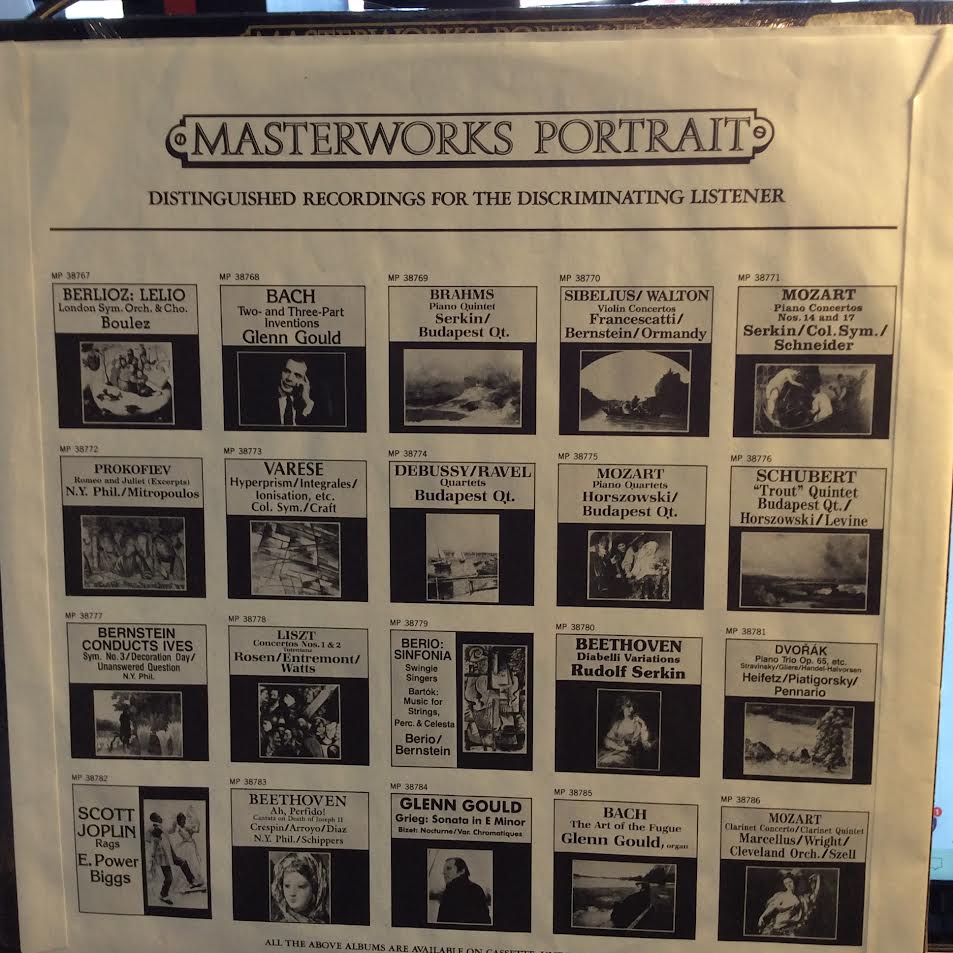 MASTERWORKS PORTRAIT
DISTINGUISHED RECORDINGS FOR THE DISCRIMINATING LISTENER
MP 38767
BERLIOZ: LELIO
London Sym. Orch. & Cho.
Boulez
MP 38768
BACH
Two- and Three-Part
Inventions
Glenn Gould
MP 38769
BRAHMS
Piano Quintet
Serkin/
Budapest Qt.
MP 38770
SIBELIUS/WALTON
Violin Concertos
Francescatti/
Bernstein/Ormandy
MP 38771
MOZART
Piano Concertos
Nos. 14 and 17
Serkin/Col.Sym./
Schneider
MP 38772
PROKOFIEV
Romeo and Juliet (Excerpts)
N.Y. Phil./Mitropoulos
MP 38773
VARESE
Hyperprism/Integrales/
Ionisation, etc.
Col. Sym./Craft
MP 38774
DEBUSSY/RAVEL
Quartets
Budapest Qt.
MP 38775
MOZART
Piano Quartets
Horszowski/
Budapest Qt.
MP 38776
SCHUBERT
"Trout" Quintet
Budapest Qt./
Horszowski/Levine
MP 38777
BERNSTEIN
CONDUCTS IVES
Sym. No. 3/Decoration Day/
Unanswered Question
N.Y. Phil.
MP 38778
LISZT
Concertos Nos. 1 & 2
Rosen/Entremont/
Watts
MP 38779
BERIO:
SINFONIA
Swingle
Singers
Bartók:
Music for
Strings,
Perc. & Celesta
Berio/
Bernstein
MP 38780
BEETHOVEN
Diabelli Variations
Rudolf Serkin
MP 38781
DVOŘÁK
Piano Trio Op. 65, etc.
Stravinsky/Gliere/Handel-Halvorsen
Heifetz/Piatigorsky/
Pennario
MP 38782
SCOTT
JOPLIN
Rags
E. Power
Biggs
MP 38783
BEETHOVEN
Ah, Perfido!
Cantata on Death of Joseph II
Crespin/Arroyo/Diaz
N.Y. Phil./Schippers
MP 38784
GLENN GOULD
Grieg: Sonata in E Minor
Bizet: Nocturne/Var. Chromatiques
MP 38785
BACH
The Art of the Fugue
Glenn Gould, organ
MP 38786
MOZART
Clarinet Concerto/Clarinet Quintet
Marcellus/Wright/
Cleveland Orch./Szell
ALL THE ABOVE ALBUMS ARE AVAILABLE ON CASSETTE